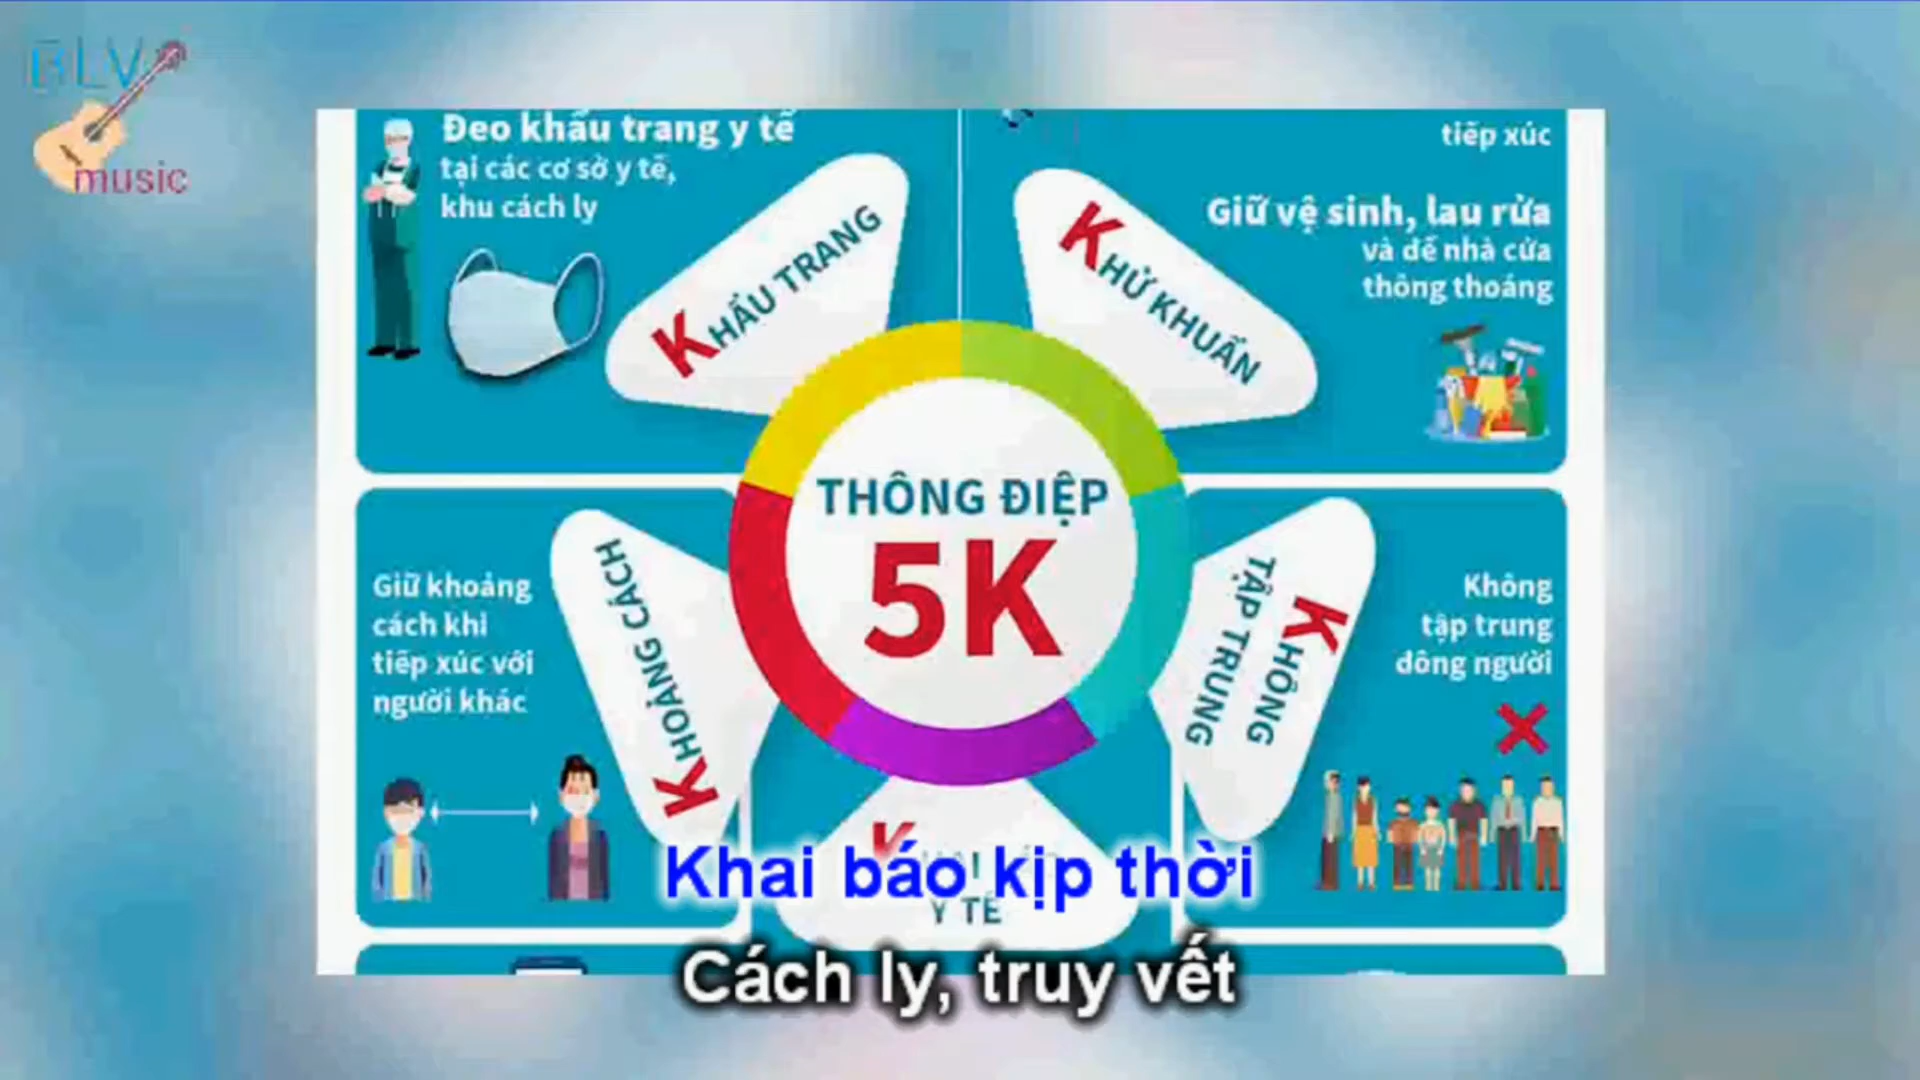 BLV
music
Đeo khẩu trang y tế
tại các cơ sở y tế,
khu cách ly
KHẨU TRANG
tiếp xúc
Giữ vệ sinh, lau rửa
và để nhà cửa
thông thoáng
KHỬ KHUẨN
THÔNG ĐIỆP
5K
Giữ khoảng
cách khi
tiếp xúc với
người khác
KHOẢNG CÁCH
KHÔNG
TẬP TRUNG
Không
tập trung
đông người
Y TẾ
Khai báo kịp thời
Cách ly, truy vết